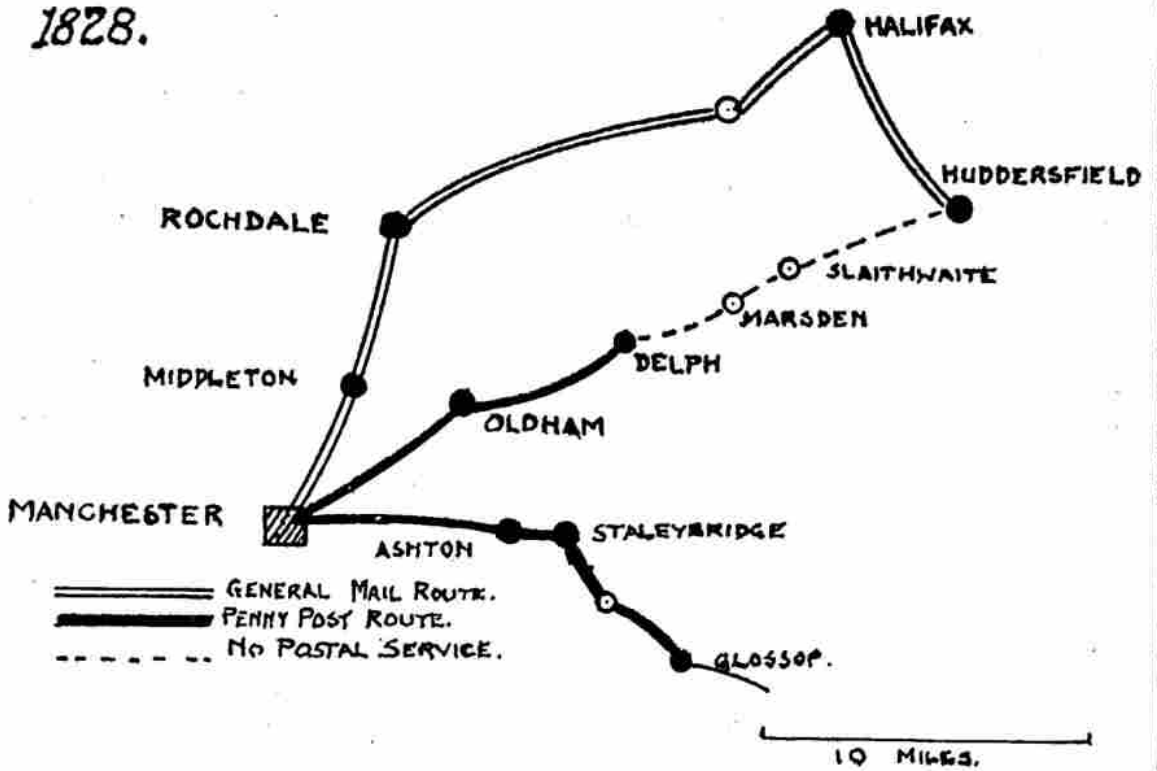 1828.
HALIFAX
HUDDERSFIELD
ROCHDALE
SLAITHWAITE
MARSDEN
DELPH
MIDDLETON
OLDHAM
MANCHESTER
STALEYBRIDGE
ASHTON
GENERAL MAIL ROUTE.
PENNY POST ROUTE.
NO POSTAL SERVICE.
GLOSSOP.
10 MILES.